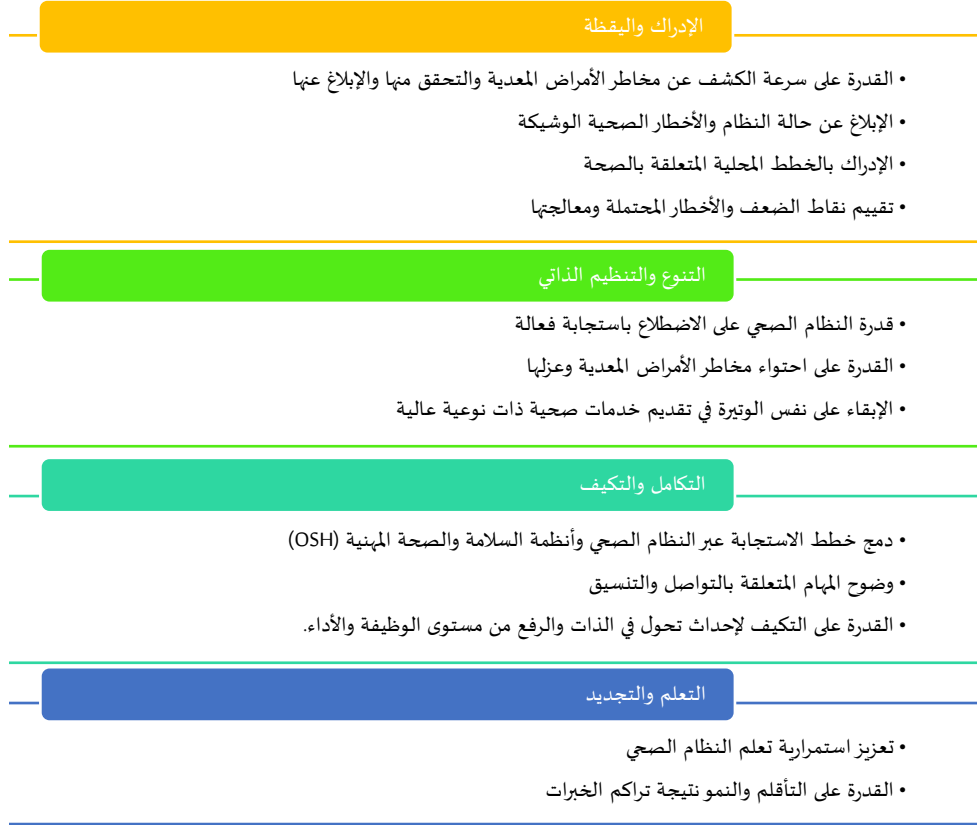 الإدراك واليقظة
• القدرة على سرعة الكشف عن مخاطر الأمراض المعدية والتحقق منها والإبلاغ عنها
• الإبلاغ عن حالة النظام والأخطار الصحية الوشيكة
• الإدراك بالخطط المحلية المتعلقة بالصحة
• تقييم نقاط الضعف والأخطار المحتملة ومعالجتها
التنوع والتنظيم الذاتي
• قدرة النظام الصحي على الاضطلاع باستجابة فعالة
• القدرة على احتواء مخاطر الأمراض المعدية وعزلها
• الإبقاء على نفس الوتيرة في تقديم خدمات صحية ذات نوعية عالية
التكامل والتكيف
• دمج خطط الاستجابة عبر النظام الصحي وأنظمة السلامة والصحة المهنية (OSH)
• وضوح المهام المتعلقة بالتواصل والتنسيق
• القدرة على التكيف لإحداث تحول في الذات والرفع من مستوى الوظيفة والأداء.
التعلم والتجديد
• تعزيز استمرارية تعلم النظام الصحي
• القدرة على التأقلم والنمو نتيجة تراكم الخبرات